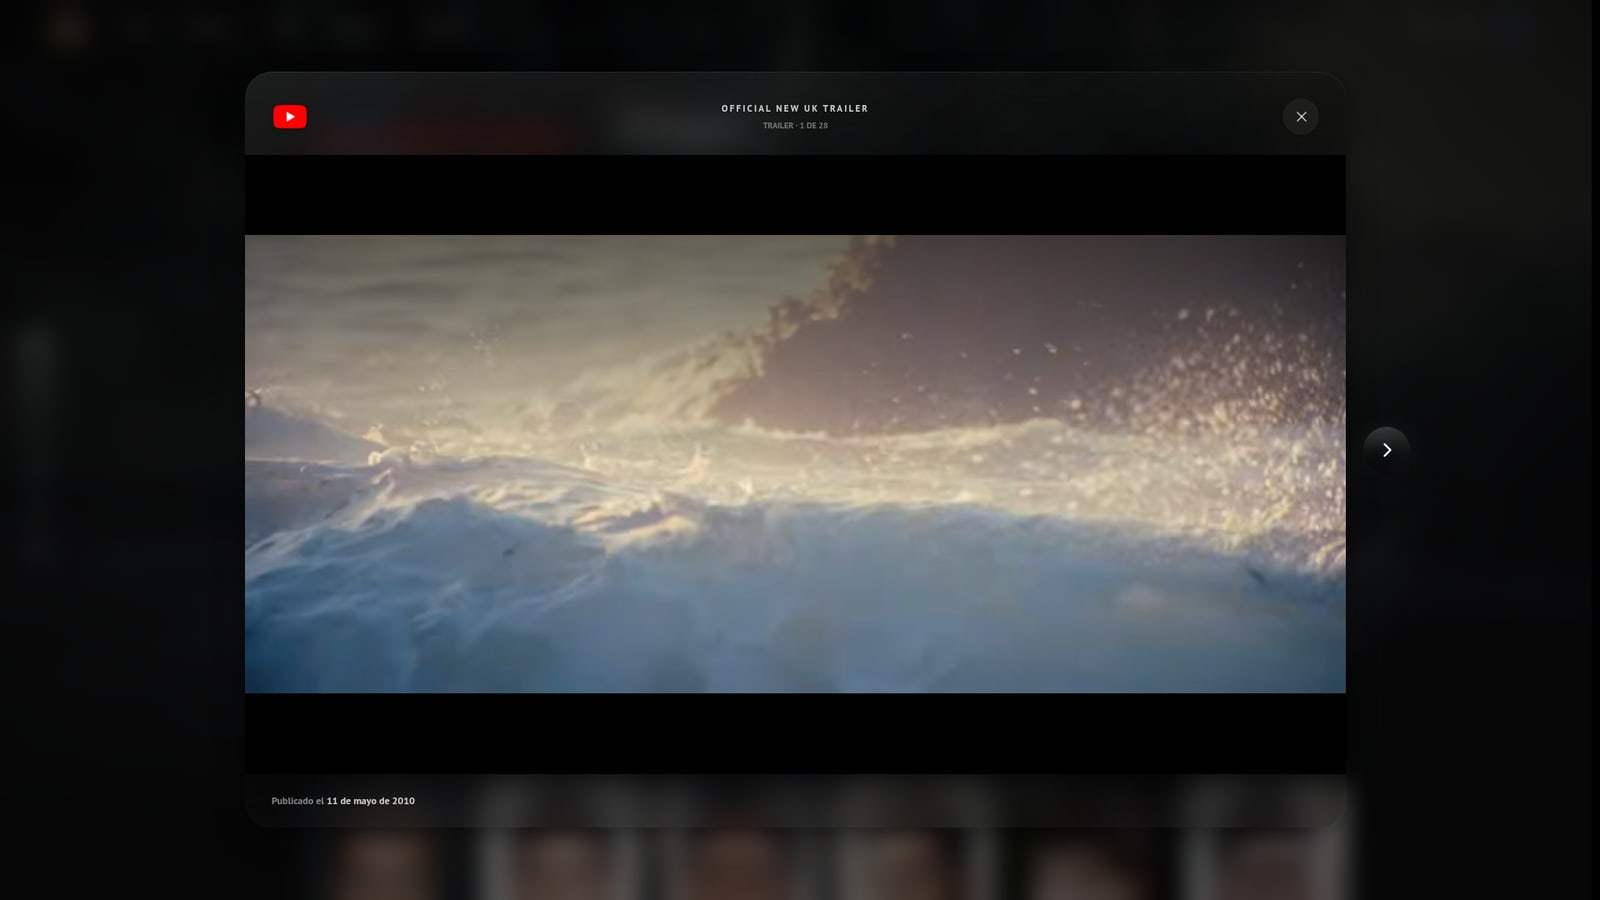 OFFICIAL NEW UK TRAILER
TRAILER · 1 DE 28
Publicado el 11 de mayo de 2010